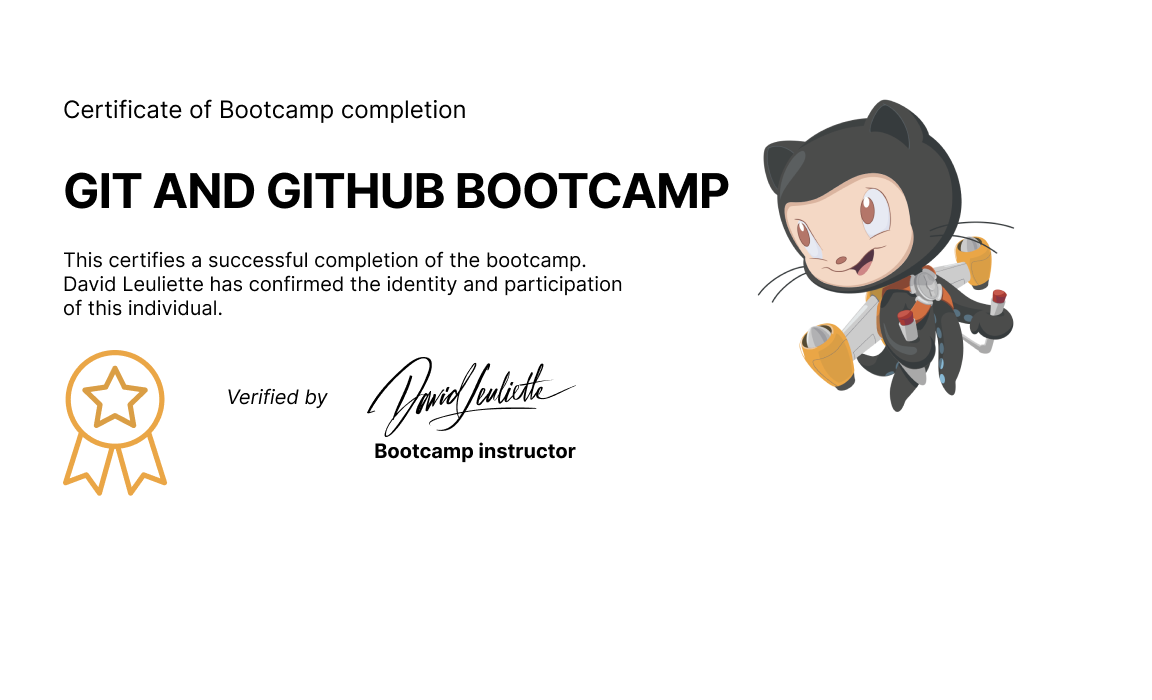 Certificate of Bootcamp completion
GIT AND GITHUB BOOTCAMP
This certifies a successful completion of the bootcamp.
David Leuliette has confirmed the identity and participation
of this individual.
Verified by
David Leuliette
Bootcamp instructor